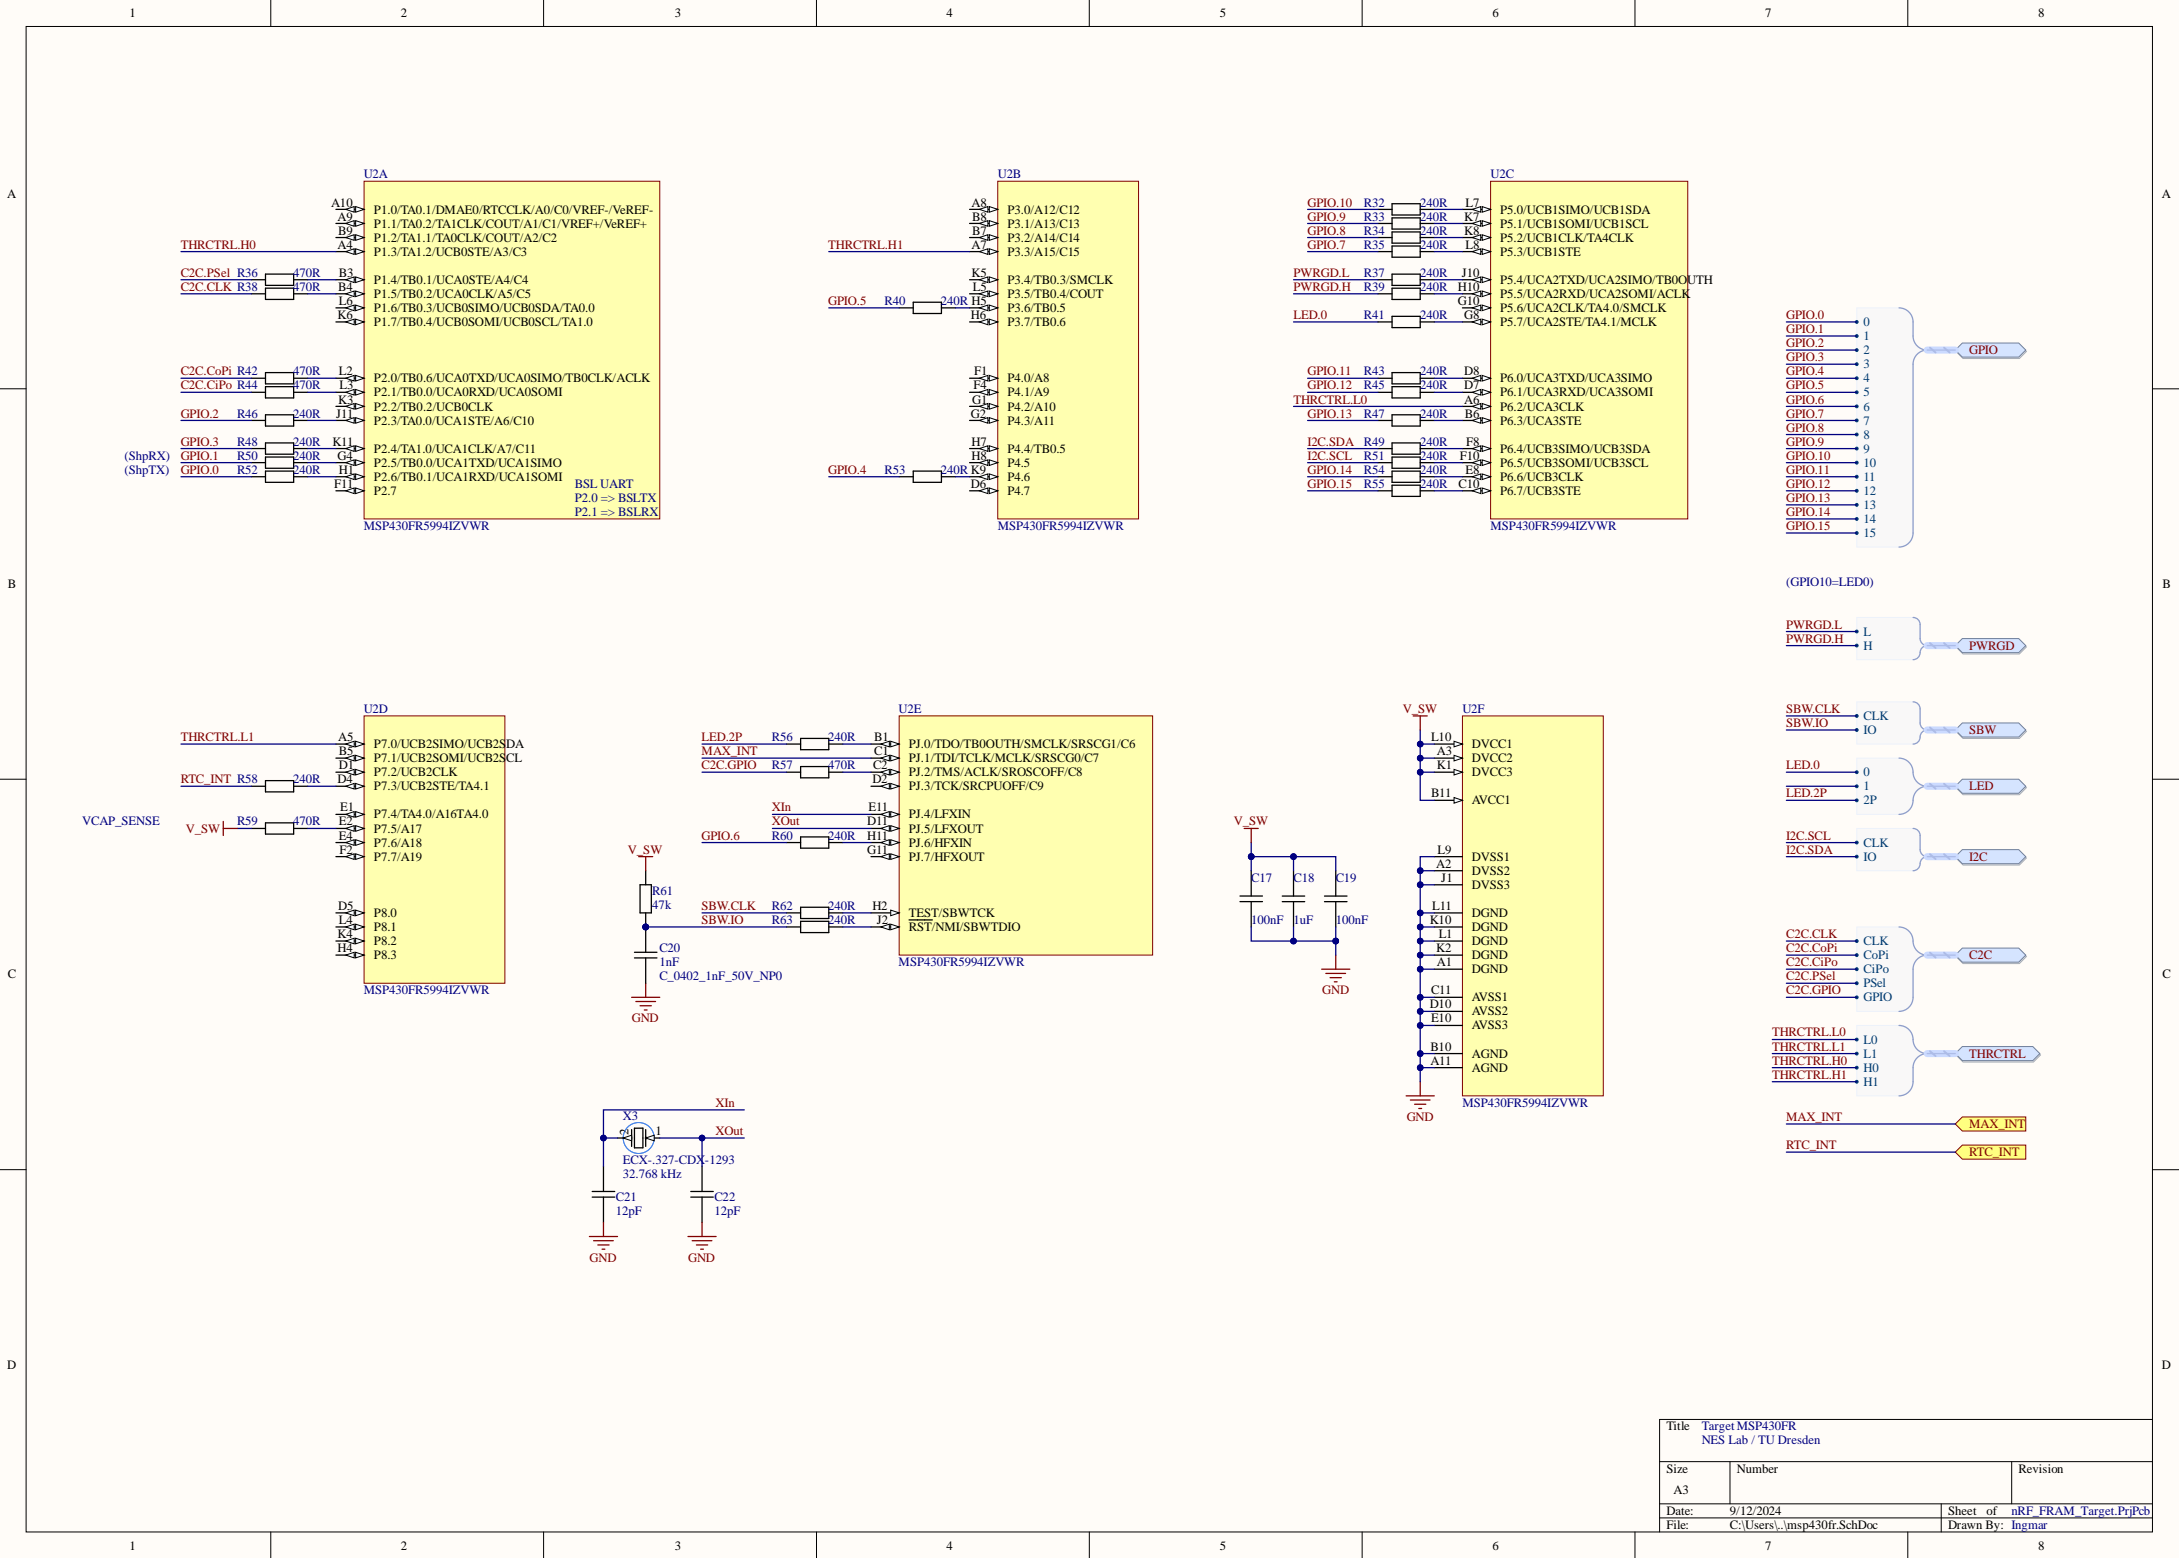 1 2 3 4 5 6 7 8
A A
B B
C C
D D
U2A
A10 P1.0/TA0.1/DMAE0/RTCCLK/A0/C0/VREF-/VeREF-
A9 P1.1/TA0.2/TA1CLK/COUT/A1/C1/VREF+/VeREF+
B9 P1.2/TA1.1/TA0CLK/COUT/A2/C2
THRCTRL.H0 A4 P1.3/TA1.2/UCB0STE/A3/C3
C2C.PSel R36 470R B3 P1.4/TB0.1/UCA0STE/A4/C4
C2C.CLK R38 470R B4 P1.5/TB0.2/UCA0CLK/A5/C5
L6 P1.6/TB0.3/UCB0SIMO/UCB0SDA/TA0.0
K6 P1.7/TB0.4/UCB0SOMI/UCB0SCL/TA1.0
C2C.CoPi R42 470R L2 P2.0/TB0.6/UCA0TXD/UCA0SIMO/TB0CLK/ACLK
C2C.CiPo R44 470R L3 P2.1/TB0.0/UCA0RXD/UCA0SOMI
K3 P2.2/TB0.2/UCB0CLK
GPIO.2 R46 240R J11 P2.3/TA0.0/UCA1STE/A6/C10
GPIO.3 R48 240R K11 P2.4/TA1.0/UCA1CLK/A7/C11
(ShpRX) GPIO.1 R50 240R G4 P2.5/TB0.0/UCA1TXD/UCA1SIMO
(ShpTX) GPIO.0 R52 240R H1 P2.6/TB0.1/UCA1RXD/UCA1SOMI
F11 P2.7
BSL UART
P2.0 => BSLTX
P2.1 => BSLRX
MSP430FR5994IZVWR
U2B
A8 P3.0/A12/C12
B8 P3.1/A13/C13
B7 P3.2/A14/C14
THRCTRL.H1 A7 P3.3/A15/C15
K5 P3.4/TB0.3/SMCLK
L5 P3.5/TB0.4/COUT
GPIO.5 R40 240R H5 P3.6/TB0.5
H6 P3.7/TB0.6
F1 P4.0/A8
F4 P4.1/A9
G1 P4.2/A10
G2 P4.3/A11
H7 P4.4/TB0.5
H8 P4.5
GPIO.4 R53 240R K9 P4.6
D6 P4.7
MSP430FR5994IZVWR
U2C
GPIO.10 R32 240R L7 P5.0/UCB1SIMO/UCB1SDA
GPIO.9 R33 240R K7 P5.1/UCB1SOMI/UCB1SCL
GPIO.8 R34 240R K8 P5.2/UCB1CLK/TA4CLK
GPIO.7 R35 240R L8 P5.3/UCB1STE
PWRGD.L R37 240R J10 P5.4/UCA2TXD/UCA2SIMO/TB0OUTH
PWRGD.H R39 240R H10 P5.5/UCA2RXD/UCA2SOMI/ACLK
G10 P5.6/UCA2CLK/TA4.0/SMCLK
LED.0 R41 240R G8 P5.7/UCA2STE/TA4.1/MCLK
GPIO.11 R43 240R D8 P6.0/UCA3TXD/UCA3SIMO
GPIO.12 R45 240R D7 P6.1/UCA3RXD/UCA3SOMI
THRCTRL.L0 A6 P6.2/UCA3CLK
GPIO.13 R47 240R B6 P6.3/UCA3STE
I2C.SDA R49 240R F8 P6.4/UCB3SIMO/UCB3SDA
I2C.SCL R51 240R F10 P6.5/UCB3SOMI/UCB3SCL
GPIO.14 R54 240R E8 P6.6/UCB3CLK
GPIO.15 R55 240R C10 P6.7/UCB3STE
MSP430FR5994IZVWR
GPIO.0 0
GPIO.1 1
GPIO.2 2 GPIO
GPIO.3 3
GPIO.4 4
GPIO.5 5
GPIO.6 6
GPIO.7 7
GPIO.8 8
GPIO.9 9
GPIO.10 10
GPIO.11 11
GPIO.12 12
GPIO.13 13
GPIO.14 14
GPIO.15 15
(GPIO10=LED0)
PWRGD.L L
PWRGD.H H PWRGD
SBW.CLK CLK
SBW.IO IO SBW
LED.0 0
1 LED
LED.2P 2P
I2C.SCL CLK
I2C.SDA IO I2C
C2C.CLK CLK
C2C.CoPi CoPi C2C
C2C.CiPo CiPo
C2C.PSel PSel
C2C.GPIO GPIO
THRCTRL.L0 L0
THRCTRL.L1 L1 THRCTRL
THRCTRL.H0 H0
THRCTRL.H1 H1
MAX_INT MAX_INT
RTC_INT RTC_INT
U2D
THRCTRL.L1 A5 P7.0/UCB2SIMO/UCB2SDA
B5 P7.1/UCB2SOMI/UCB2SCL
D1 P7.2/UCB2CLK
RTC_INT R58 240R D4 P7.3/UCB2STE/TA4.1
E1 P7.4/TA4.0/A16TA4.0
VCAP_SENSE V_SW R59 470R E2 P7.5/A17
E4 P7.6/A18
F2 P7.7/A19
D5 P8.0
L4 P8.1
K4 P8.2
H4 P8.3
MSP430FR5994IZVWR
U2E
LED.2P R56 240R B1 PJ.0/TDO/TB0OUTH/SMCLK/SRSCG1/C6
MAX_INT C1 PJ.1/TDI/TCLK/MCLK/SRSCG0/C7
C2C.GPIO R57 470R C2 PJ.2/TMS/ACLK/SROSCOFF/C8
D2 PJ.3/TCK/SRCPUOFF/C9
XIn E11 PJ.4/LFXIN
XOut D11 PJ.5/LFXOUT
GPIO.6 R60 240R H11 PJ.6/HFXIN
G11 PJ.7/HFXOUT
SBW.CLK R62 240R H2 TEST/SBWTCK
SBW.IO R63 240R J2 RST/NMI/SBWTDIO
MSP430FR5994IZVWR
V_SW
R61
47k
C20
1nF
C_0402_1nF_50V_NP0
GND
V_SW
C17 C18 C19
100nF 1uF 100nF
GND
V_SW U2F
L10 DVCC1
A3 DVCC2
K1 DVCC3
B11 AVCC1
L9 DVSS1
A2 DVSS2
J1 DVSS3
L11 DGND
K10 DGND
L1 DGND
K2 DGND
A1 DGND
C11 AVSS1
D10 AVSS2
E10 AVSS3
B10 AGND
A11 AGND
GND MSP430FR5994IZVWR
XIn
X3
2 1 XOut
ECX-.327-CDX-1293
32.768 kHz
C21 C22
12pF 12pF
GND GND
Title Target MSP430FR
NES Lab / TU Dresden
Size Number Revision
A3
Date: 9/12/2024 Sheet of nRF_FRAM_Target.PrjPcb
File: C:\Users\..\msp430fr.SchDoc Drawn By: Ingmar
1 2 3 4 5 6 7 8